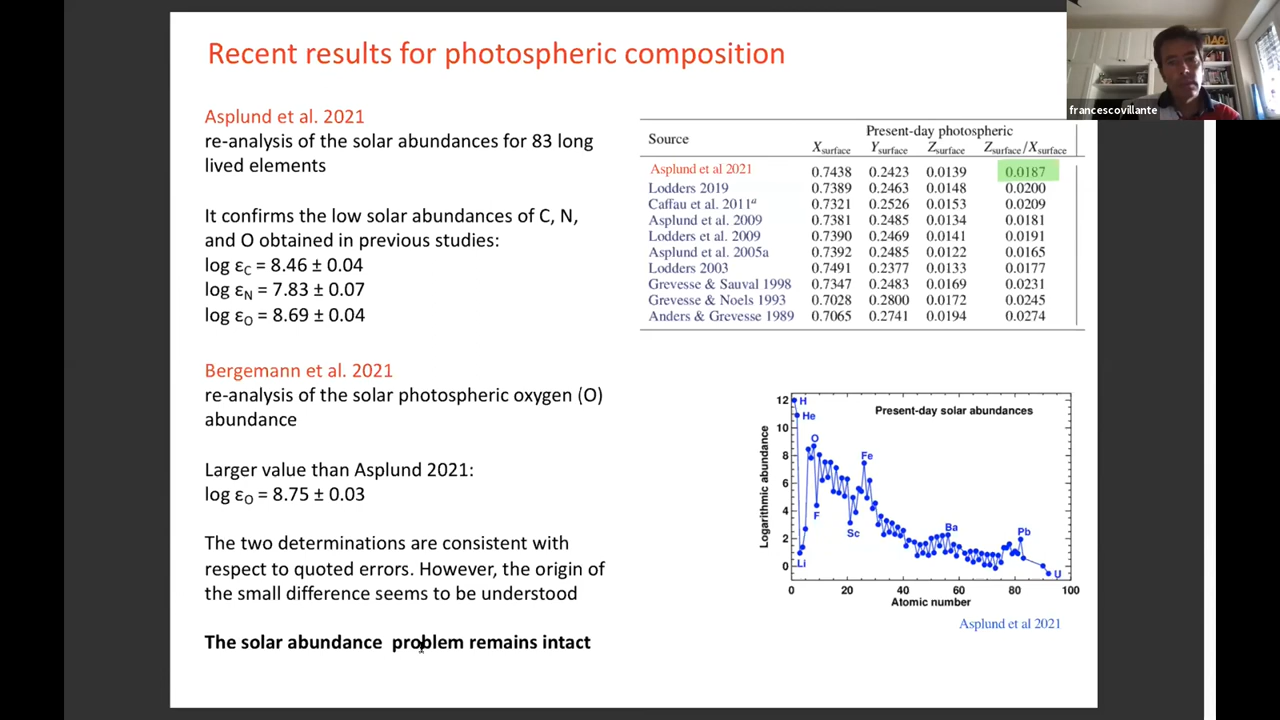 Recent results for photospheric composition
francescovillante
Asplund et al. 2021
re-analysis of the solar abundances for 83 long
lived elements
It confirms the low solar abundances of C, N,
and O obtained in previous studies:
log εC = 8.46 ± 0.04
log εN = 7.83 ± 0.07
log εO = 8.69 ± 0.04
Bergemann et al. 2021
re-analysis of the solar photospheric oxygen (O)
abundance
Larger value than Asplund 2021:
log εO = 8.75 ± 0.03
The two determinations are consistent with
respect to quoted errors. However, the origin of
the small difference seems to be understood
The solar abundance problem remains intact
Present-day photospheric
Source Xsurface Ysurface Zsurface Zsurface/Xsurface
Asplund et al 2021 0.7438 0.2423 0.0139 0.0187
Lodders 2019 0.7389 0.2463 0.0148 0.0200
Caffau et al. 2011a 0.7321 0.2526 0.0153 0.0209
Asplund et al. 2009 0.7381 0.2485 0.0134 0.0181
Lodders et al. 2009 0.7390 0.2469 0.0141 0.0191
Asplund et al. 2005a 0.7392 0.2485 0.0122 0.0165
Lodders 2003 0.7491 0.2377 0.0133 0.0177
Grevesse & Sauval 1998 0.7347 0.2483 0.0169 0.0231
Grevesse & Noels 1993 0.7028 0.2800 0.0172 0.0245
Anders & Grevesse 1989 0.7065 0.2741 0.0194 0.0274
Present-day solar abundances
Logarithmic abundance
12
10
8
6
4
2
0
H
He
O
Fe
F
Sc
Li
Ba
Pb
U
0 20 40 60 80 100
Atomic number
Asplund et al 2021